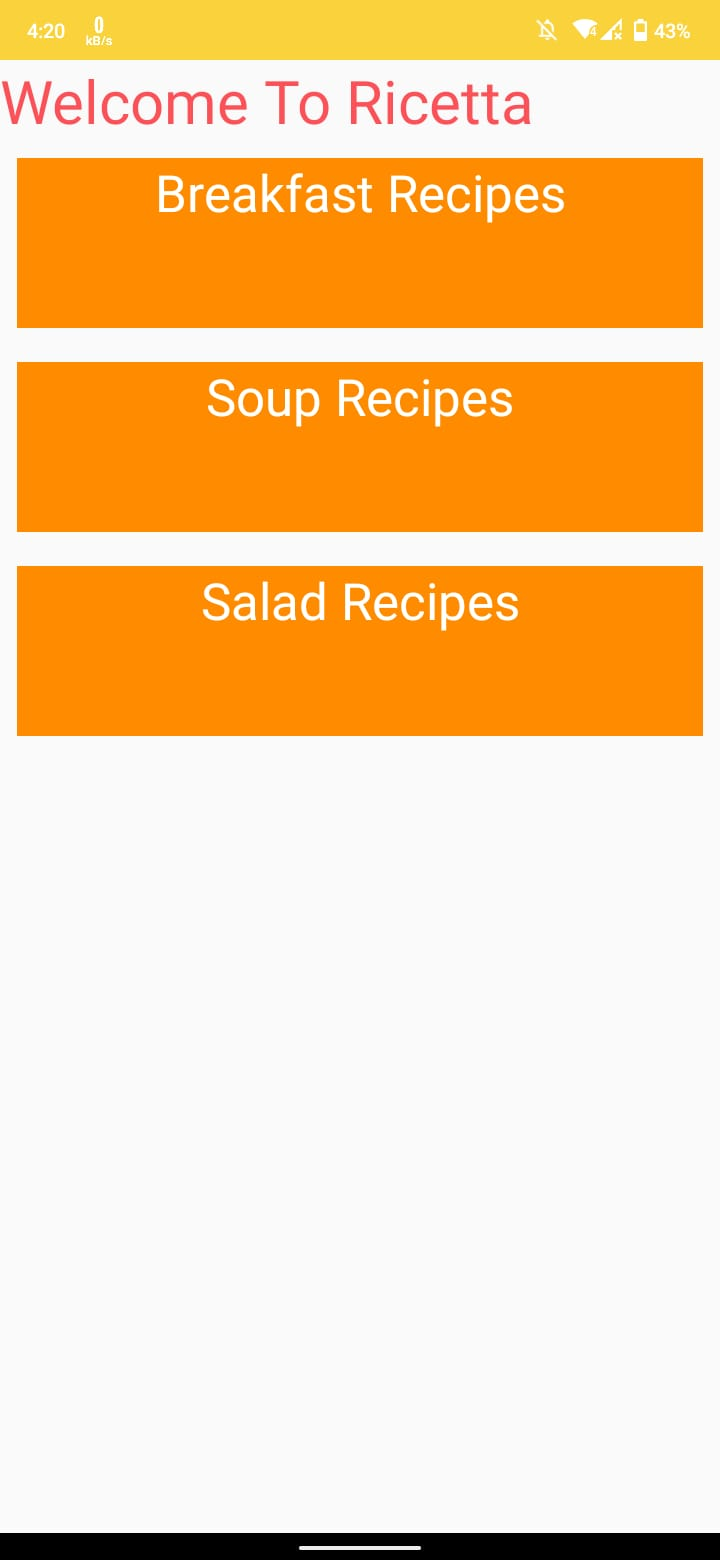 4:20
0
kB/s
43%
Welcome To Ricetta
Breakfast Recipes
Soup Recipes
Salad Recipes